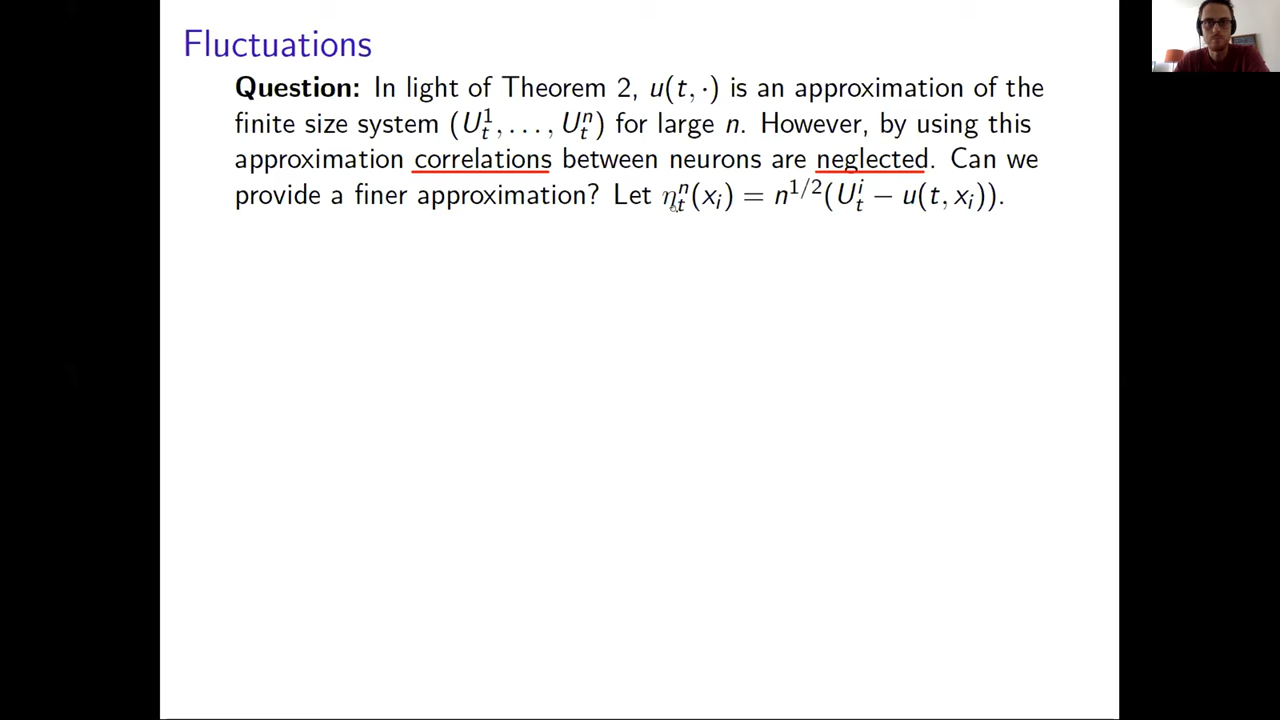 Fluctuations
Question: In light of Theorem 2, u(t, ·) is an approximation of the
finite size system (U_t^1, . . . , U_t^n) for large n. However, by using this
approximation correlations between neurons are neglected. Can we
provide a finer approximation? Let η_t^n(x_i) = n^{1/2}(U_t^i − u(t, x_i)).